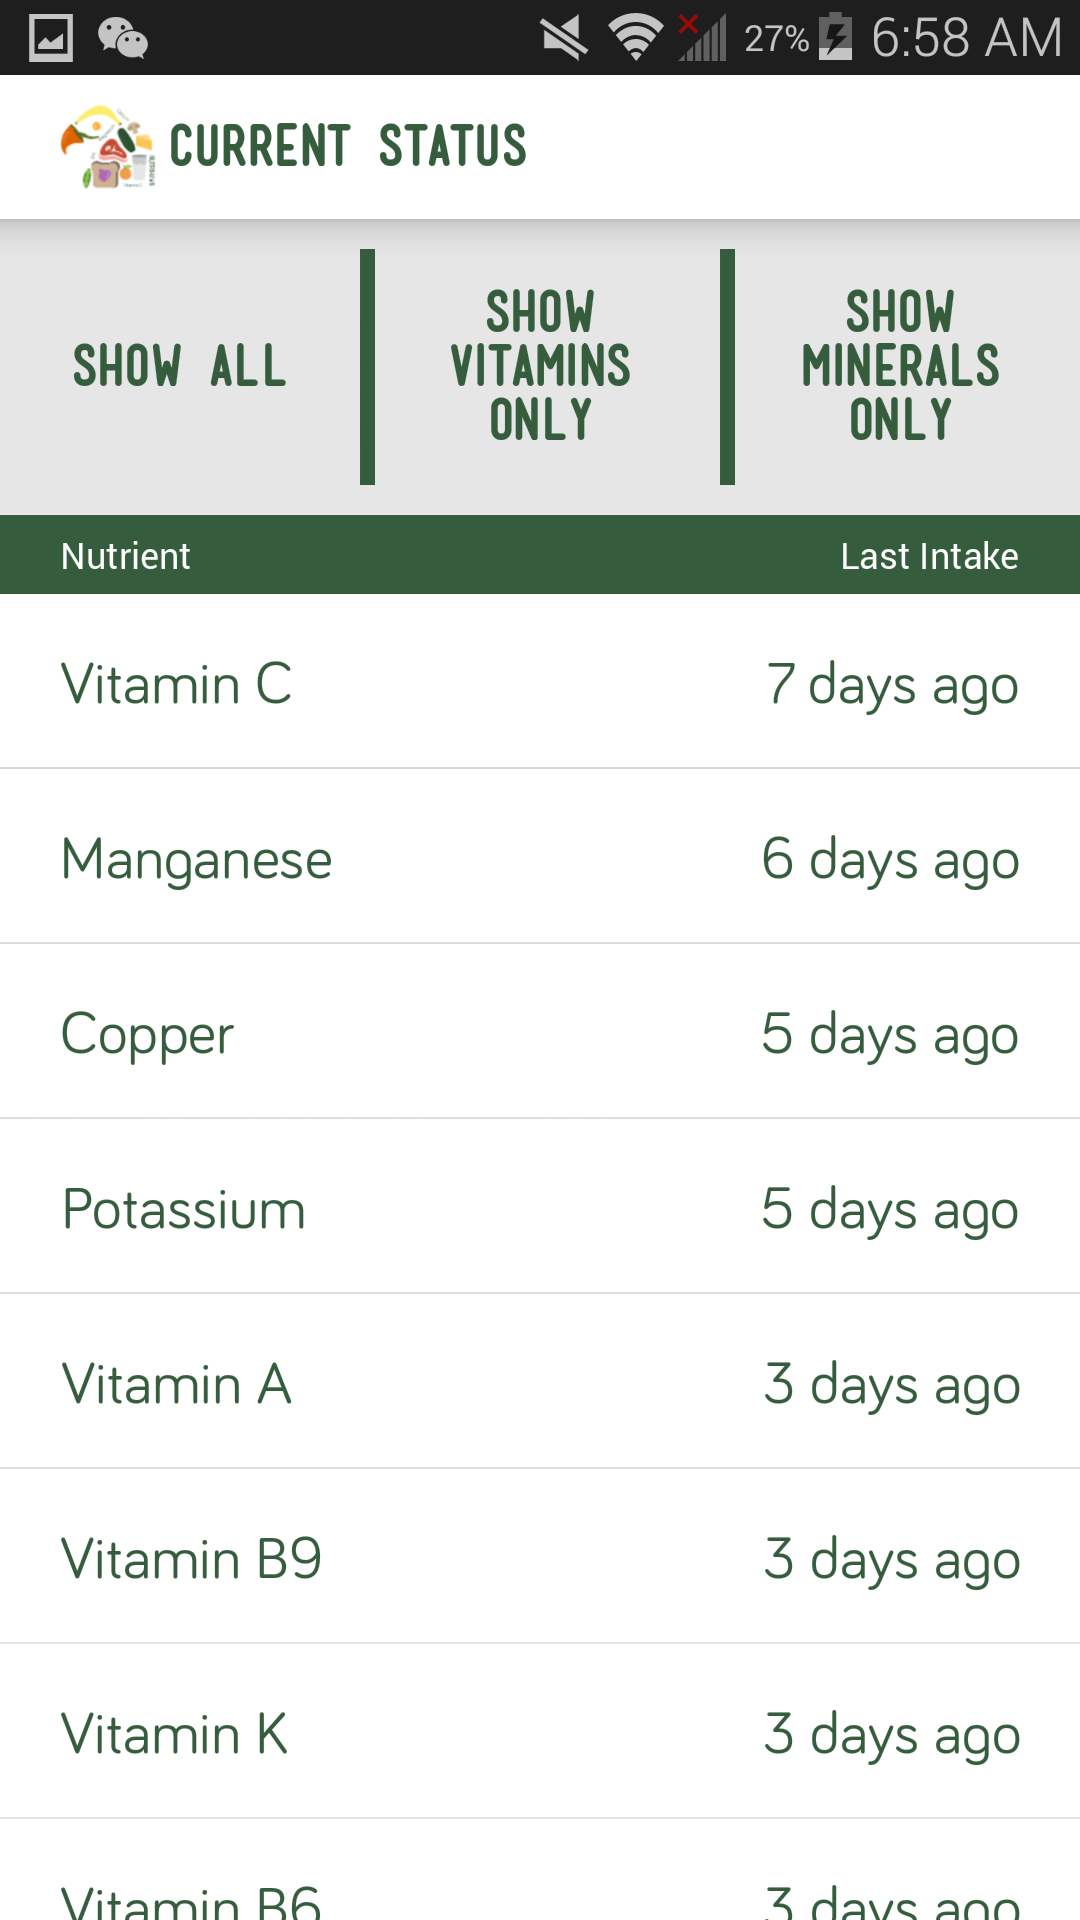 27% 6:58 AM
CURRENT STATUS
SHOW ALL
SHOW
VITAMINS
ONLY
SHOW
MINERALS
ONLY
Nutrient Last Intake
Vitamin C 7 days ago
Manganese 6 days ago
Copper 5 days ago
Potassium 5 days ago
Vitamin A 3 days ago
Vitamin B9 3 days ago
Vitamin K 3 days ago
Vitamin B6 3 days ago